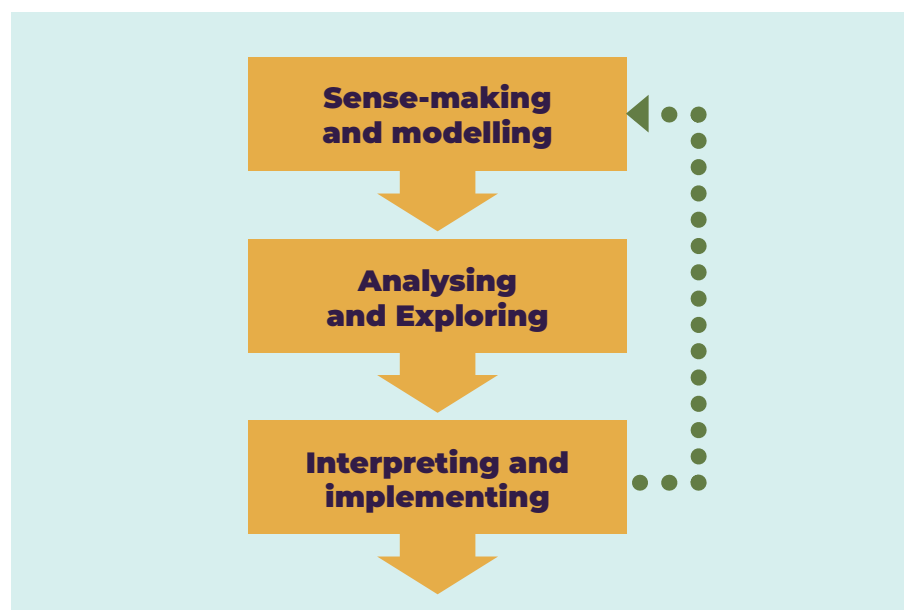 Sense-making
and modelling
Analysing
and Exploring
Interpreting and
implementing